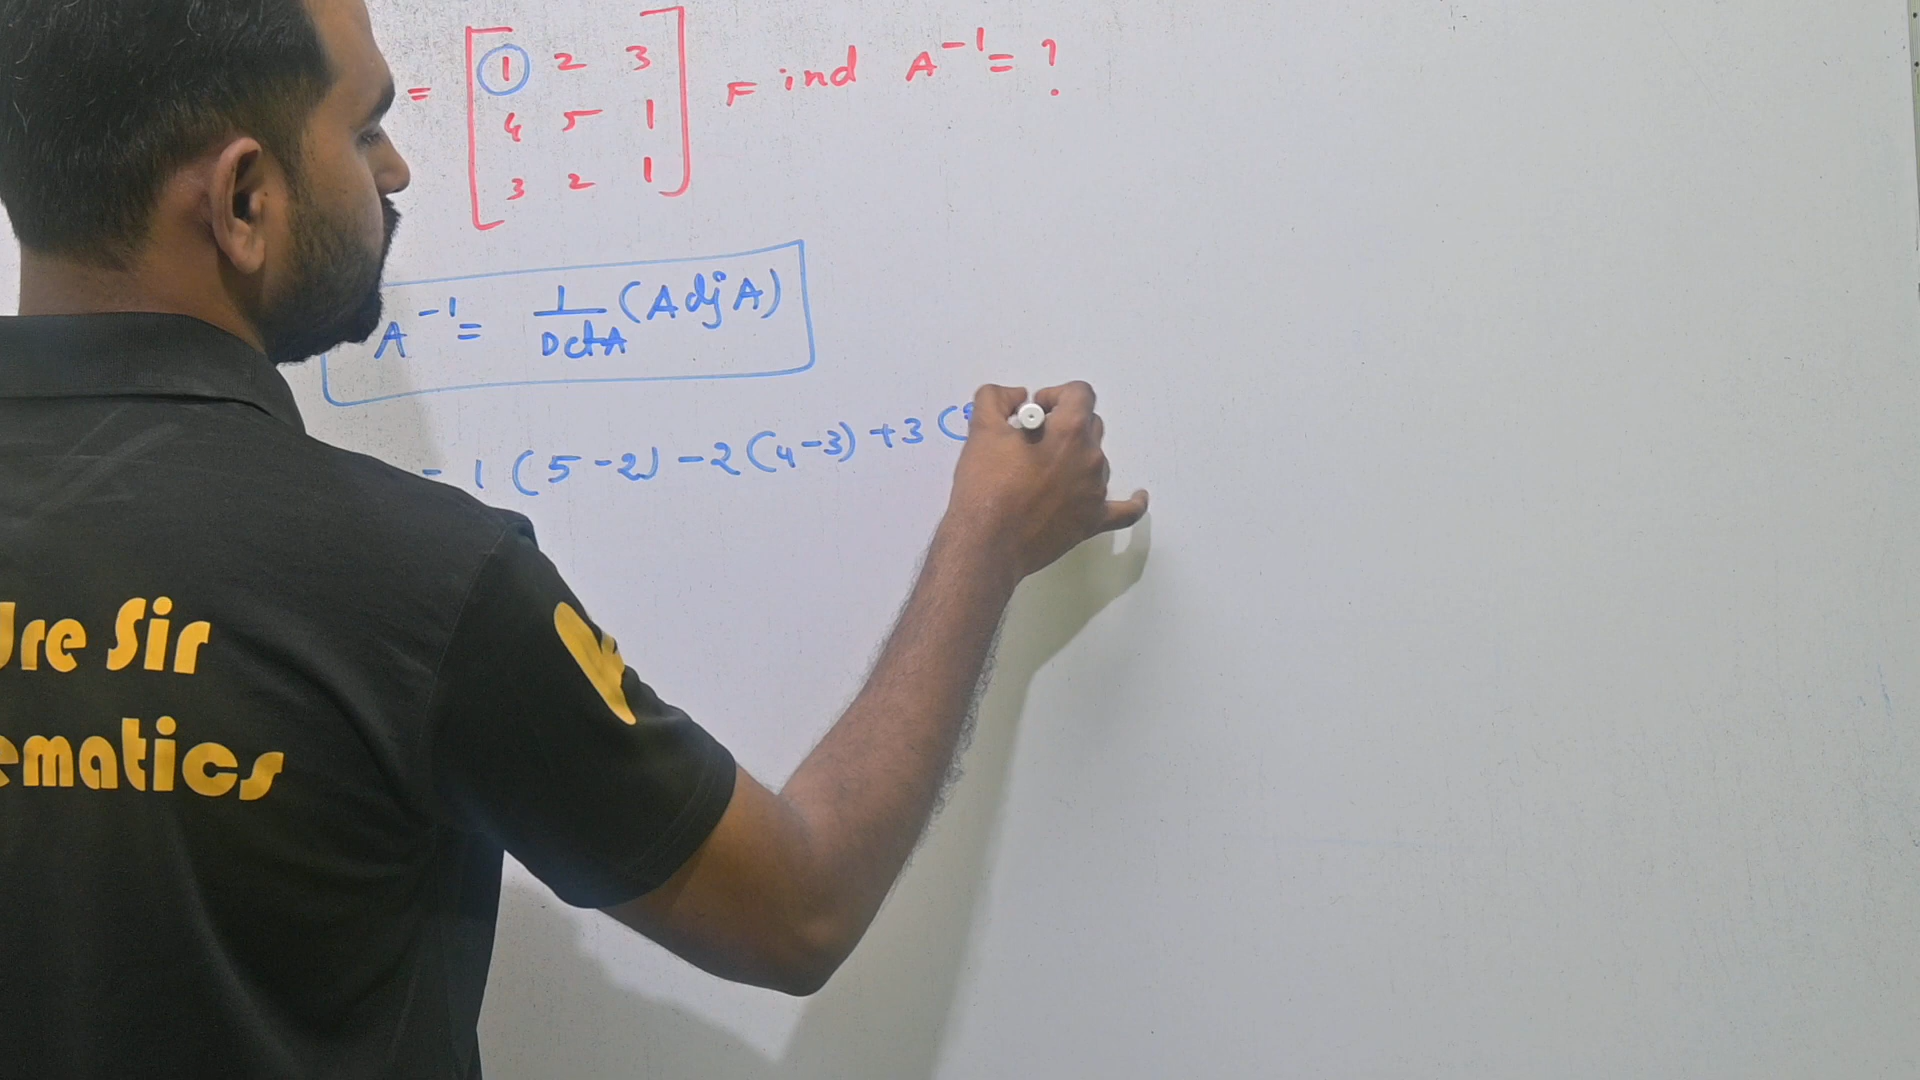 = [1 2 3 Find A⁻¹ = ?
4 5 1
3 2 1]
A⁻¹ = 1/DetA (Adj A)
= 1 (5-2) -2 (4-3) +3 (
Ure Sir
ematics